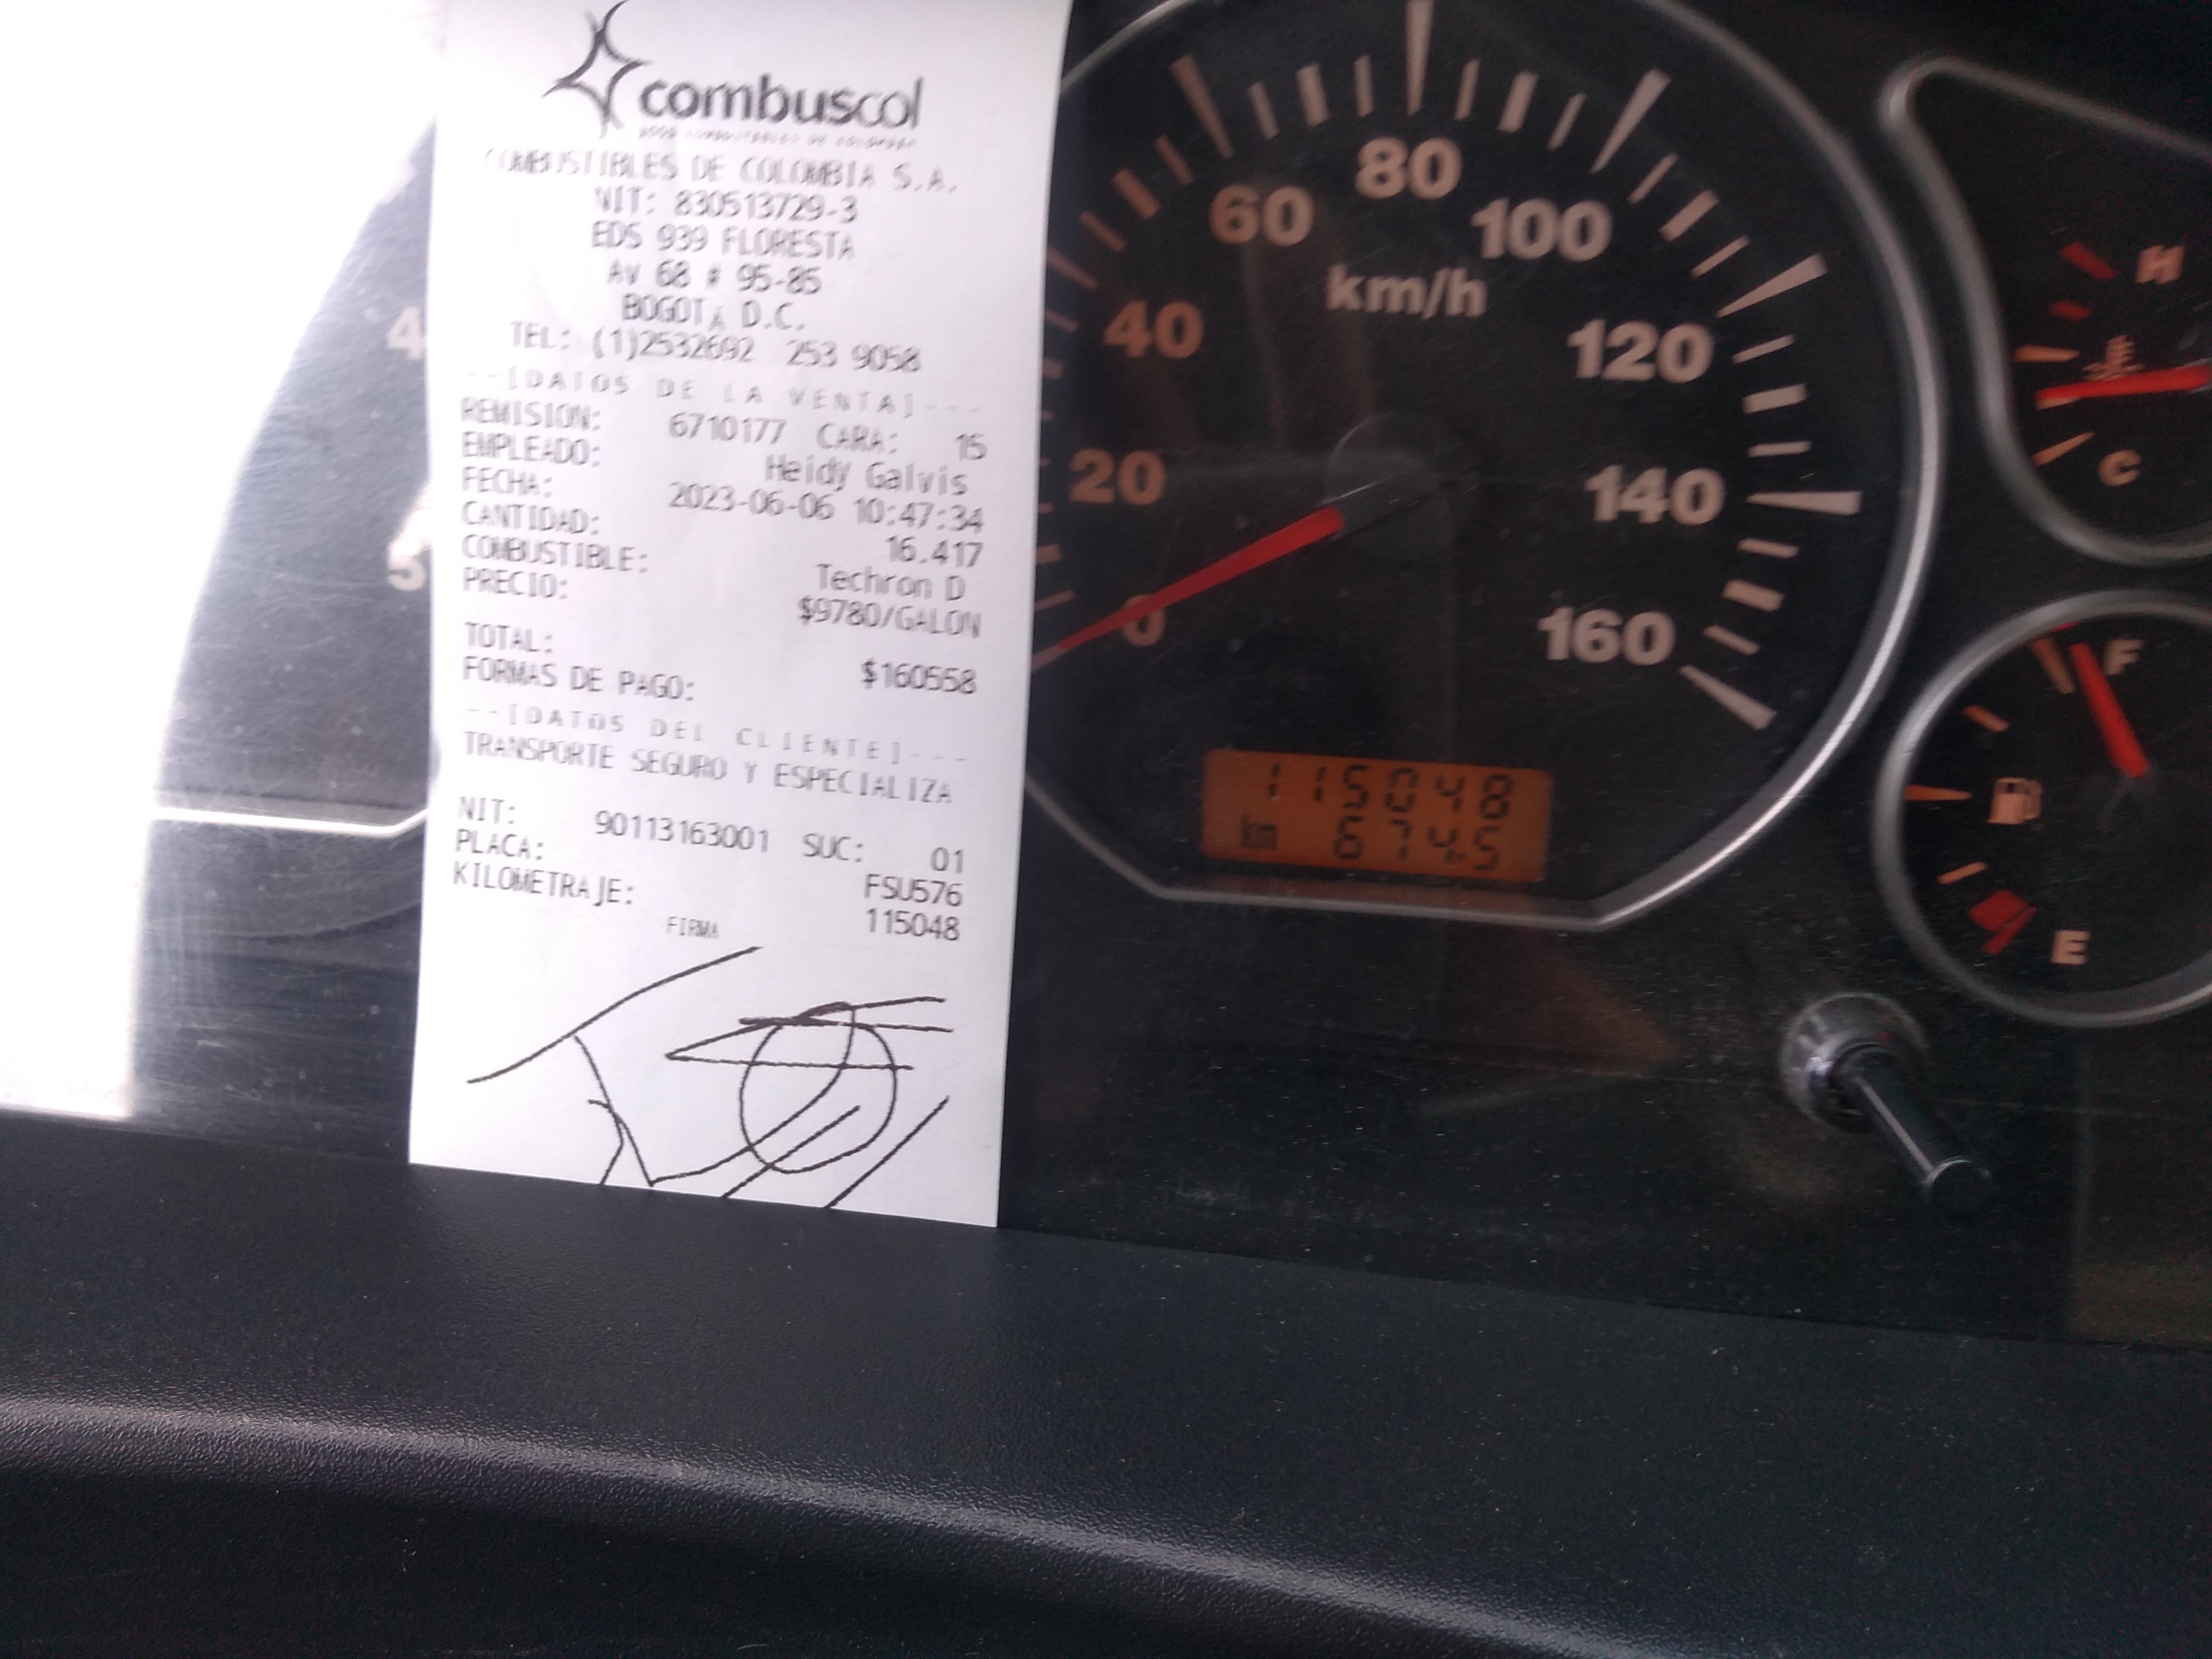 combuscol
COMBUSTIBLES DE COLOMBIA S.A.
NIT: 830513729-3
EDS 939 FLORESTA
Av 68 # 95-85
BOGOTA D.C.
TEL: (1)2532692 253 9058
--[DATOS DE LA VENTA]---
REMISION: 6710177 CARA: 15
EMPLEADO: Heidy Galvis
FECHA: 2023-06-06 10:47:34
CANTIDAD: 16.417
COMBUSTIBLE: Techron D
PRECIO: $9780/GALON
TOTAL: $160558
FORMAS DE PAGO:
--[DATOS DEL CLIENTE]---
TRANSPORTE SEGURO Y ESPECIALIZA
NIT: 90113163001 SUC: 01
PLACA: FSU576
KILOMETRAJE: 115048
FIRMA
4
5
0
20
40
60
80
100
120
140
160
km/h
115048
km 674.5
H
C
F
E